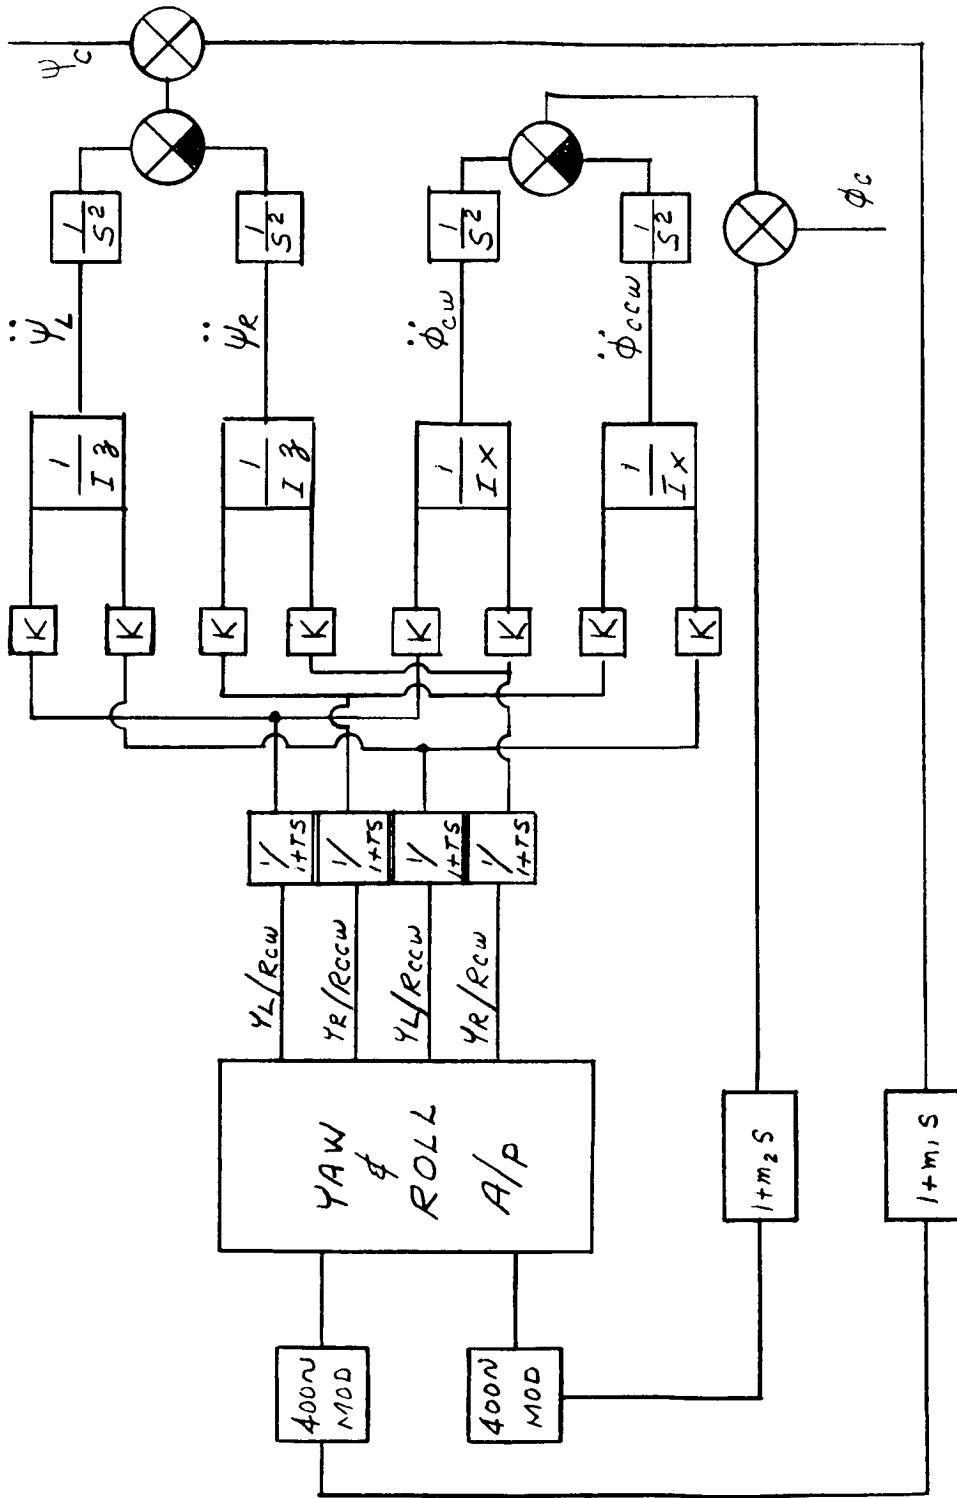 400N
MOD
400N
MOD
YAW
&
ROLL
A/P
YL/RCW
YR/RCCW
YL/RCCW
YR/RCW
1/1+TS
1/1+TS
1/1+TS
1/1+TS
K
K
K
K
K
K
K
K
1/Iz
1/Iz
1/Ix
1/Ix
ψ̈L
ψ̈R
ϕ̈CW
ϕ̈CCW
1/S²
1/S²
1/S²
1/S²
ψC
ϕC
1+m₂S
1+m₁S